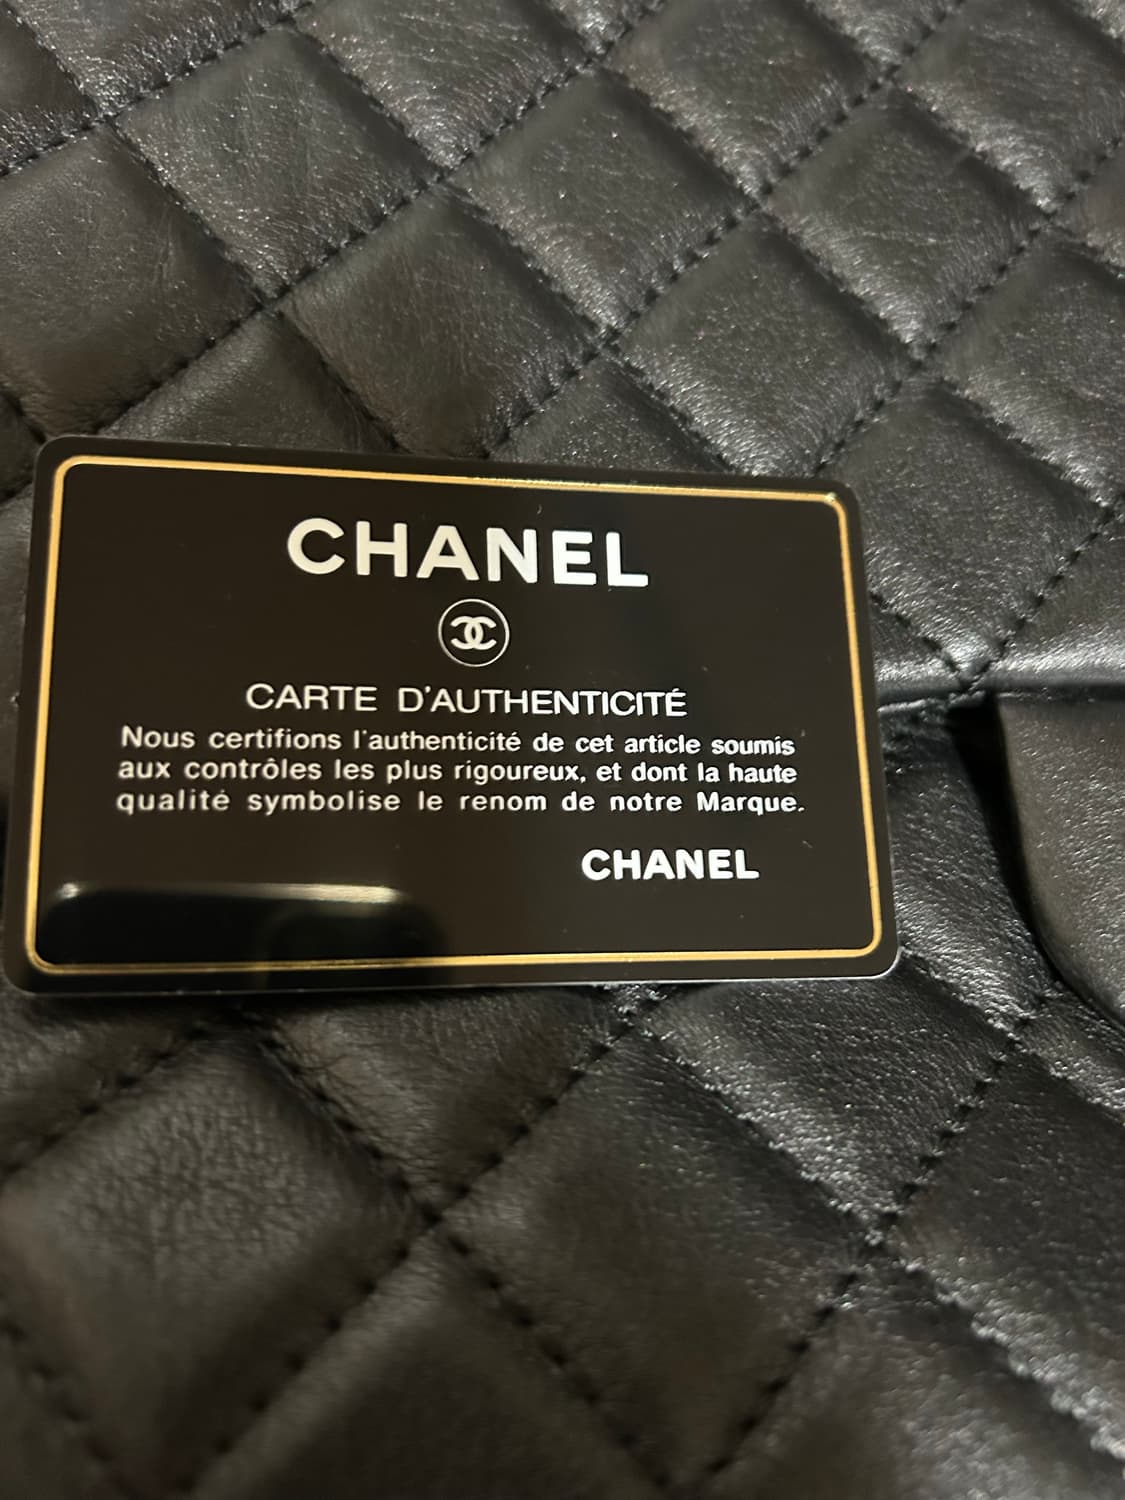 CHANEL
CARTE D'AUTHENTICITÉ
Nous certifions l'authenticité de cet article soumis
aux contrôles les plus rigoureux, et dont la haute
qualité symbolise le renom de notre Marque.
CHANEL